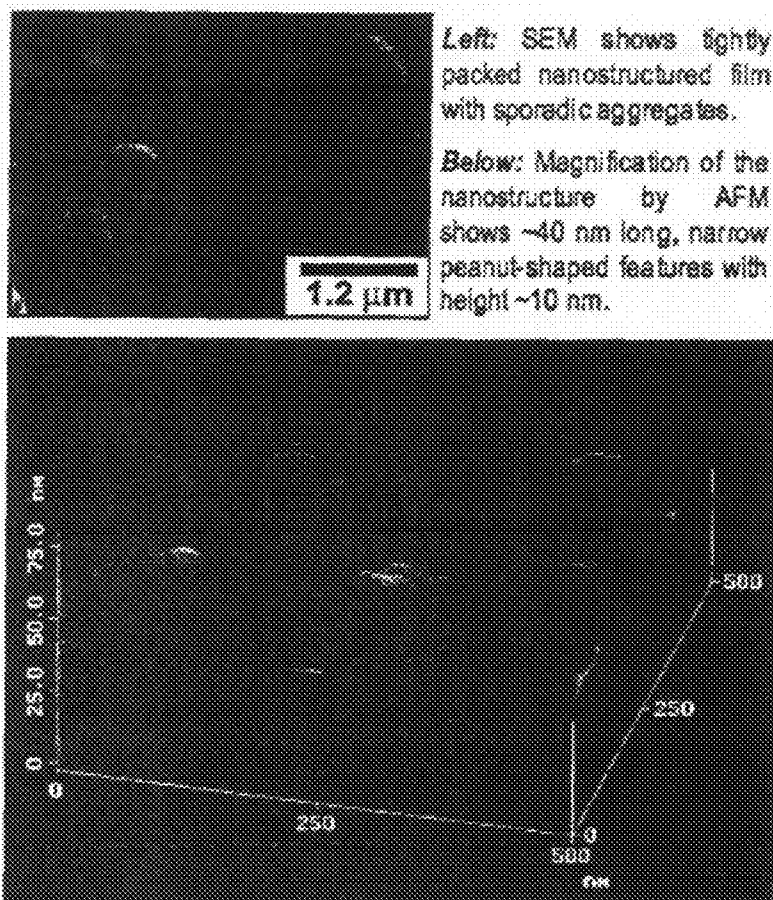 Left: SEM shows tightly
packed nanostructured film
with sporadic aggregates.
Below: Magnification of the
nanostructure by AFM
shows ~40 nm long, narrow
peanut-shaped features with
height ~10 nm.
1.2 μm
nm
75.0
50.0
25.0
0
0
250
500
nm
0
250
500